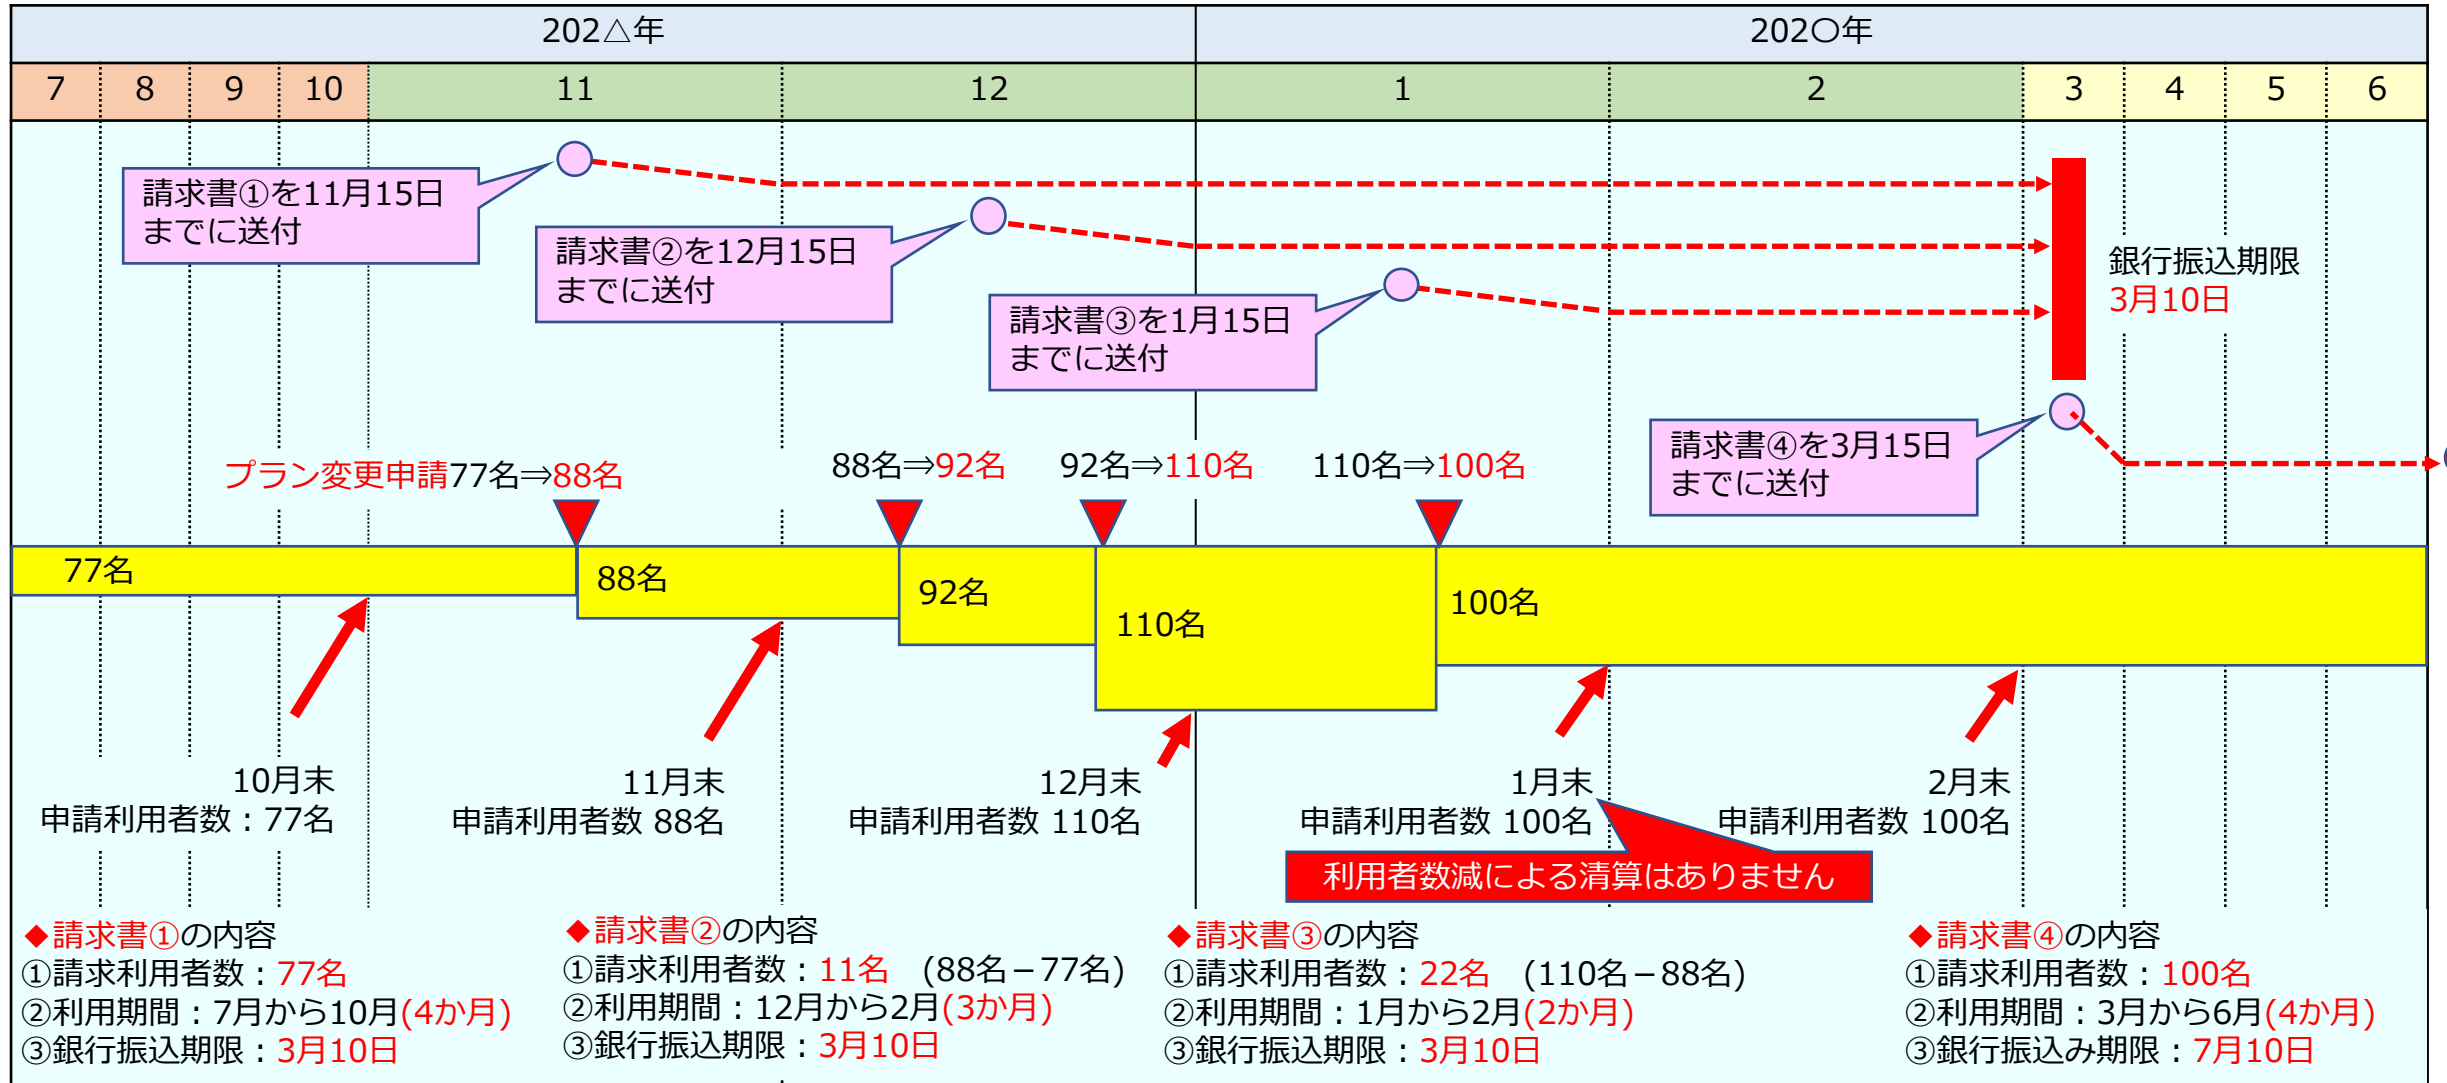 202△年
202〇年
7
8
9
10
11
12
1
2
3
4
5
6
請求書①を11月15日
までに送付
請求書②を12月15日
までに送付
請求書③を1月15日
までに送付
銀行振込期限
3月10日
請求書④を3月15日
までに送付
プラン変更申請77名⇒88名
88名⇒92名
92名⇒110名
110名⇒100名
77名
88名
92名
110名
100名
10月末
申請利用者数：77名
11月末
申請利用者数 88名
12月末
申請利用者数 110名
1月末
申請利用者数 100名
2月末
申請利用者数 100名
利用者数減による清算はありません
◆請求書①の内容
①請求利用者数：77名
②利用期間：7月から10月(4か月)
③銀行振込期限：3月10日
◆請求書②の内容
①請求利用者数：11名　(88名－77名)
②利用期間：12月から2月(3か月)
③銀行振込期限：3月10日
◆請求書③の内容
①請求利用者数：22名　(110名－88名)
②利用期間：1月から2月(2か月)
③銀行振込期限：3月10日
◆請求書④の内容
①請求利用者数：100名
②利用期間：3月から6月(4か月)
③銀行振込み期限：7月10日